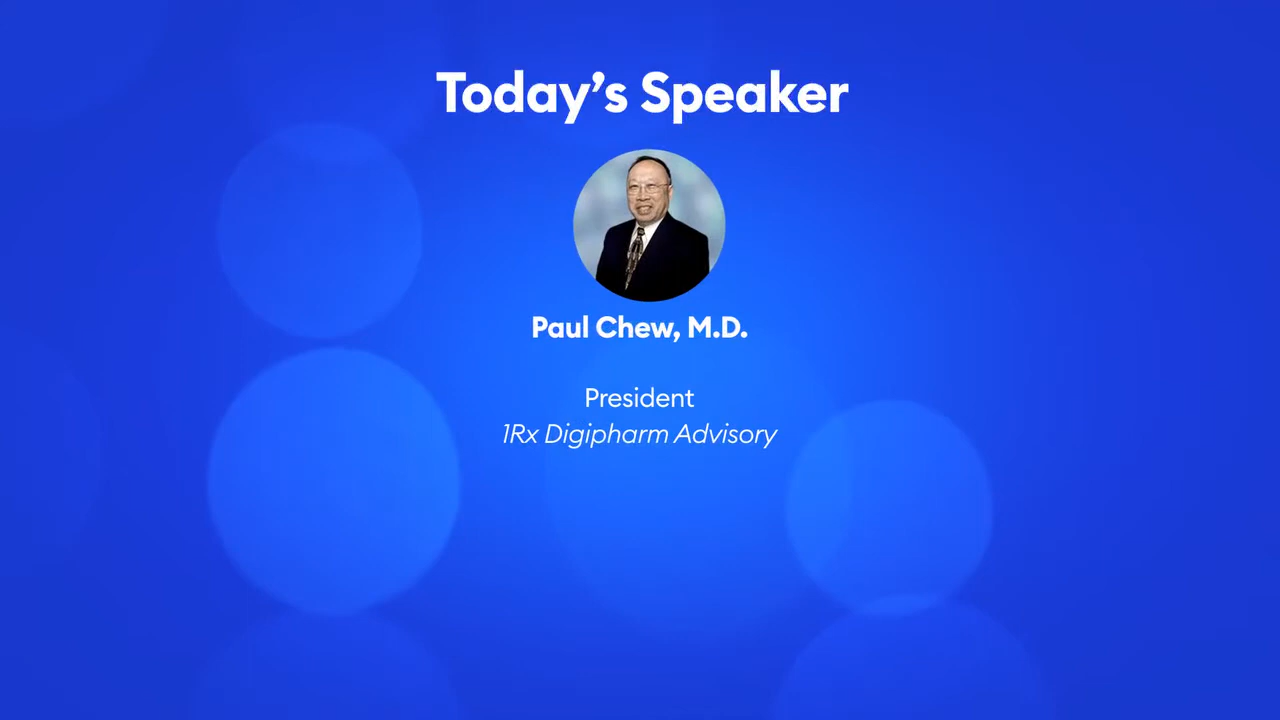 Today’s Speaker
Paul Chew, M.D.
President
1Rx Digipharm Advisory